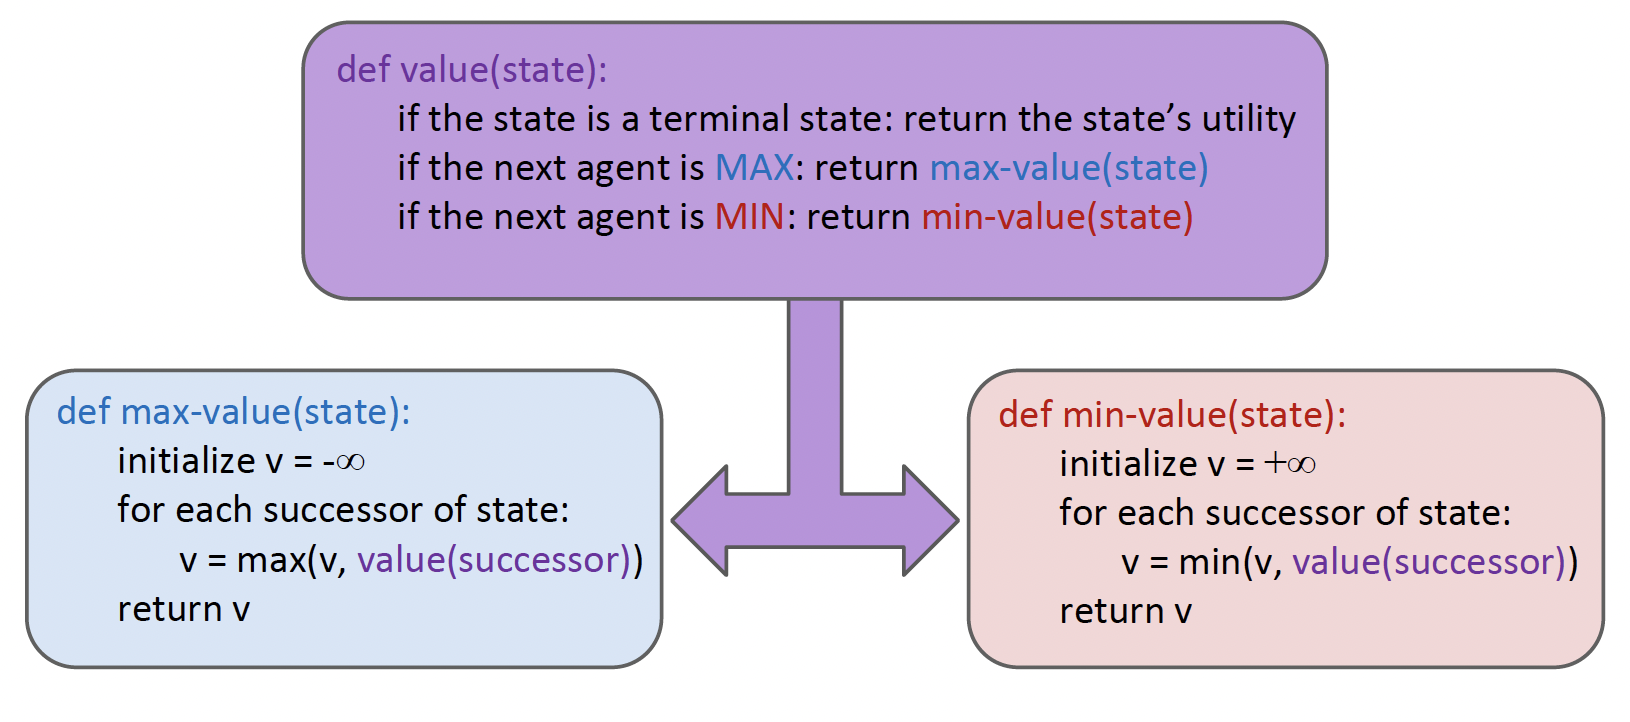 def value(state):
if the state is a terminal state: return the state’s utility
if the next agent is MAX: return max-value(state)
if the next agent is MIN: return min-value(state)
def max-value(state):
initialize v = -∞
for each successor of state:
v = max(v, value(successor))
return v
def min-value(state):
initialize v = +∞
for each successor of state:
v = min(v, value(successor))
return v